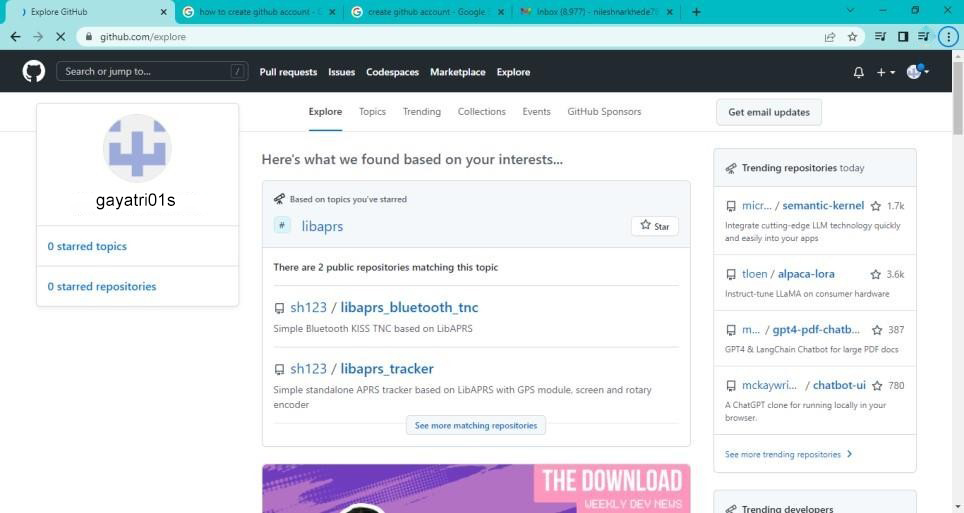 Explore GitHub
how to create github account - G
create github account - Google
Inbox (8,977) - nileshnarkhede75
github.com/explore
Search or jump to...
/
Pull requests Issues Codespaces Marketplace Explore
Explore Topics Trending Collections Events GitHub Sponsors
Get email updates
gayatri01s
0 starred topics
0 starred repositories
Here's what we found based on your interests...
Based on topics you've starred
# libaprs
Star
There are 2 public repositories matching this topic
sh123 / libaprs_bluetooth_tnc
Simple Bluetooth KISS TNC based on LibAPRS
sh123 / libaprs_tracker
Simple standalone APRS tracker based on LibAPRS with GPS module, screen and rotary
encoder
See more matching repositories
THE DOWNLOAD
WEEKLY DEV NEWS
Trending repositories today
micr... / semantic-kernel 1.7k
Integrate cutting-edge LLM technology quickly
and easily into your apps
tloen / alpaca-lora 3.6k
Instruct-tune LLaMA on consumer hardware
m... / gpt4-pdf-chatb... 387
GPT4 & LangChain Chatbot for large PDF docs
mckaywri... / chatbot-ui 780
A ChatGPT clone for running locally in your
browser.
See more trending repositories
Trending developers